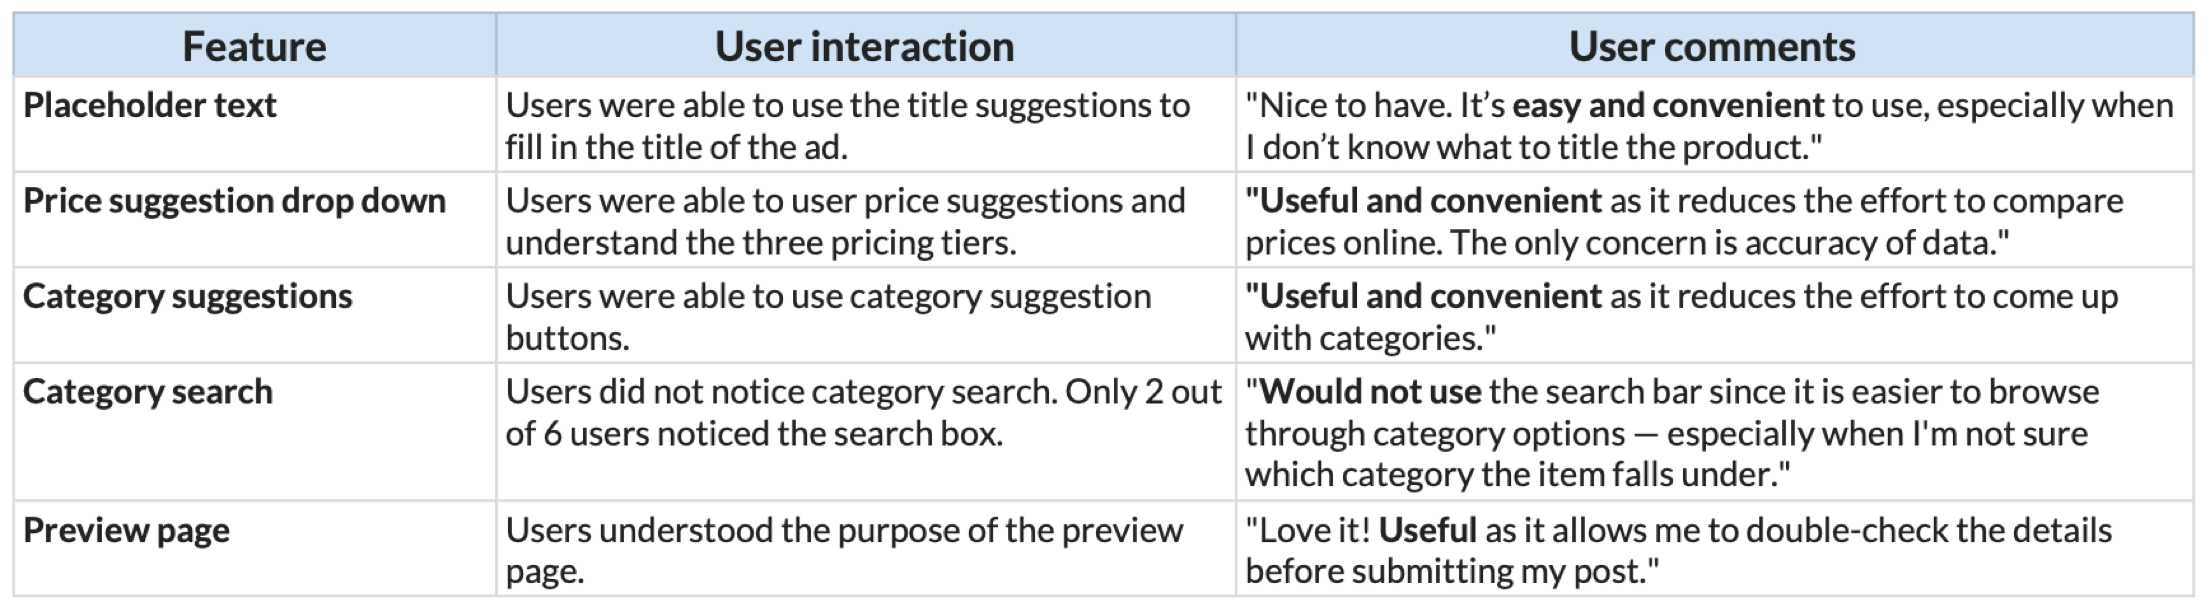 Feature
User interaction
User comments
Placeholder text
Users were able to use the title suggestions to
fill in the title of the ad.
"Nice to have. It’s easy and convenient to use, especially when
I don’t know what to title the product."
Price suggestion drop down
Users were able to user price suggestions and
understand the three pricing tiers.
"Useful and convenient as it reduces the effort to compare
prices online. The only concern is accuracy of data."
Category suggestions
Users were able to use category suggestion
buttons.
"Useful and convenient as it reduces the effort to come up
with categories."
Category search
Users did not notice category search. Only 2 out
of 6 users noticed the search box.
"Would not use the search bar since it is easier to browse
through category options — especially when I'm not sure
which category the item falls under."
Preview page
Users understood the purpose of the preview
page.
"Love it! Useful as it allows me to double-check the details
before submitting my post."